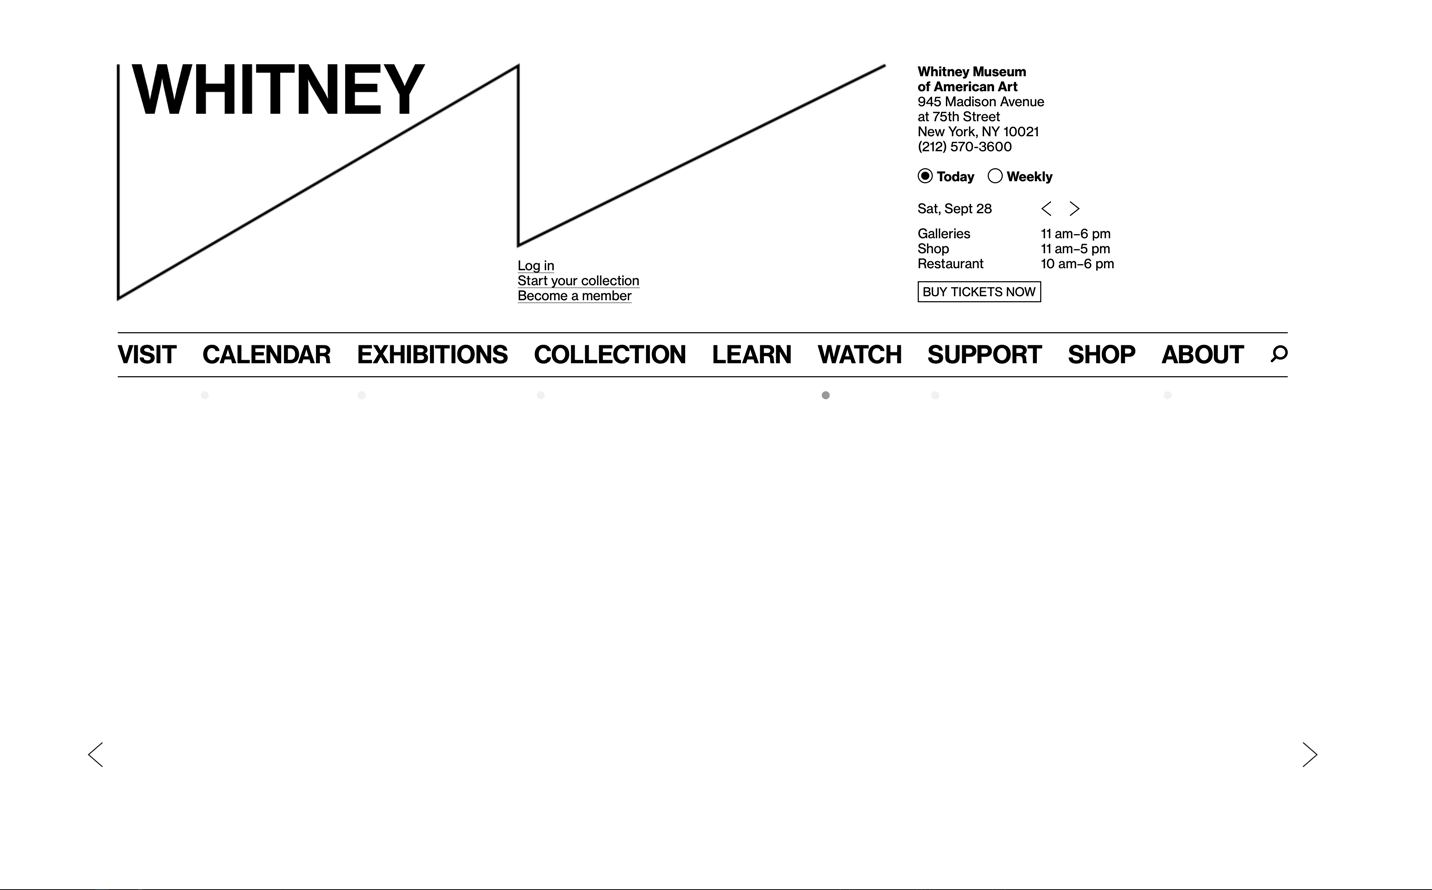 WHITNEY
Whitney Museum
of American Art
945 Madison Avenue
at 75th Street
New York, NY 10021
(212) 570-3600
Today Weekly
Sat, Sept 28
Galleries 11 am–6 pm
Shop 11 am–5 pm
Restaurant 10 am–6 pm
BUY TICKETS NOW
Log in
Start your collection
Become a member
VISIT CALENDAR EXHIBITIONS COLLECTION LEARN WATCH SUPPORT SHOP ABOUT